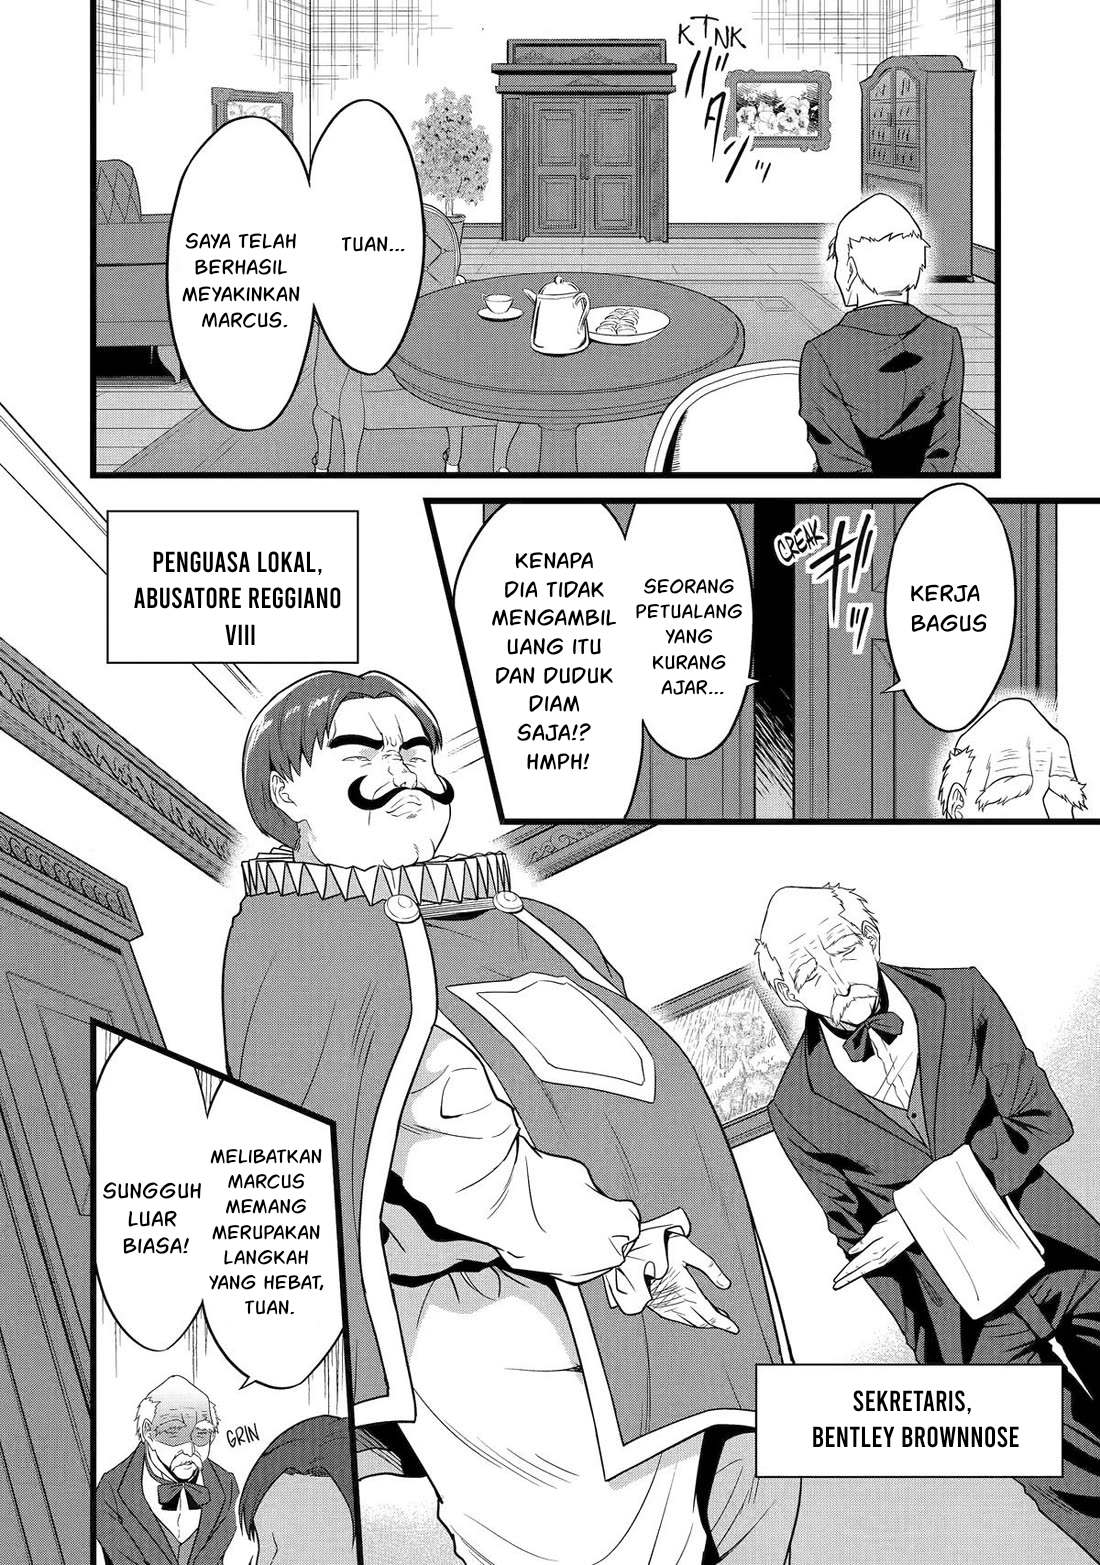 KTNK
TUAN...
SAYA TELAH
BERHASIL
MEYAKINKAN
MARCUS.
KERJA
BAGUS
CREAK
SEORANG
PETUALANG
YANG
KURANG
AJAR...
KENAPA
DIA TIDAK
MENGAMBIL
UANG ITU
DAN DUDUK
DIAM
SAJA!?
HMPH!
PENGUASA LOKAL,
ABUSATORE REGGIANO
VIII
SEKRETARIS,
BENTLEY BROWNNOSE
MELIBATKAN
MARCUS
MEMANG
MERUPAKAN
LANGKAH
YANG HEBAT,
TUAN.
SUNGGUH
LUAR
BIASA!
GRIN